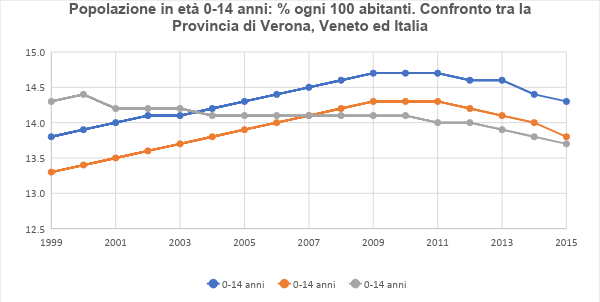 Popolazione in età 0-14 anni: % ogni 100 abitanti. Confronto tra la
Provincia di Verona, Veneto ed Italia
15.0
14.5
14.0
13.5
13.0
12.5
1999 2001 2003 2005 2007 2009 2011 2013 2015
0-14 anni 0-14 anni 0-14 anni